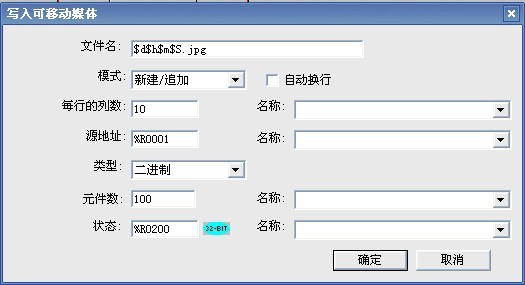 写入可移动媒体
文件名: $d$h$m$S.jpg
模式: 新建/追加 自动换行
每行的列数: 10 名称:
源地址: %R0001 名称:
类型: 二进制
元件数: 100 名称:
状态: %R0200 32-BIT 名称:
确定 取消